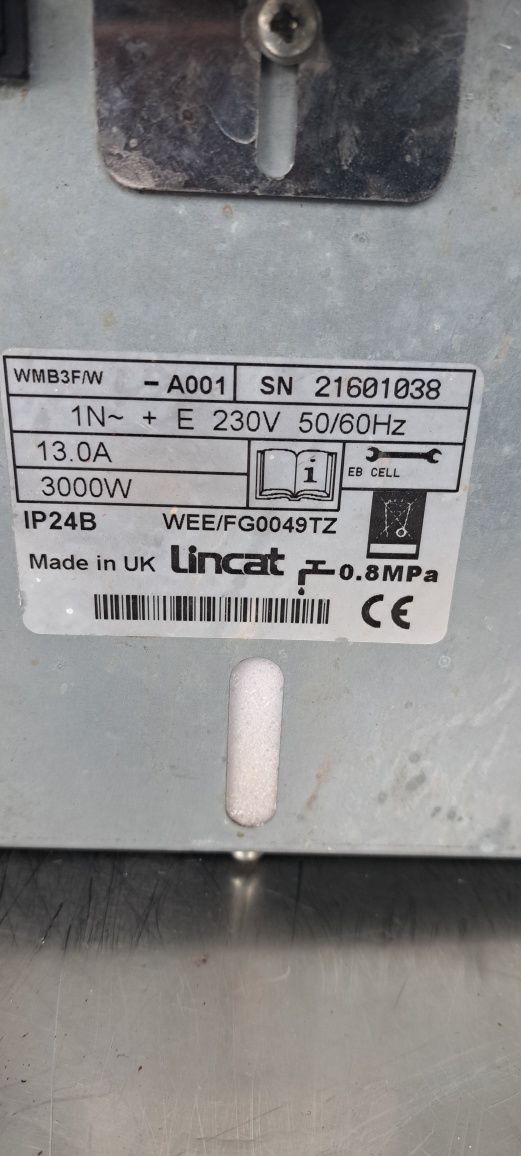 WMB3F/W - A001 SN 21601038
1N~ + E 230V 50/60Hz
13.0A
EB CELL
3000W
IP24B WEE/FG0049TZ
Made in UK Lincat 0.8MPa
CE